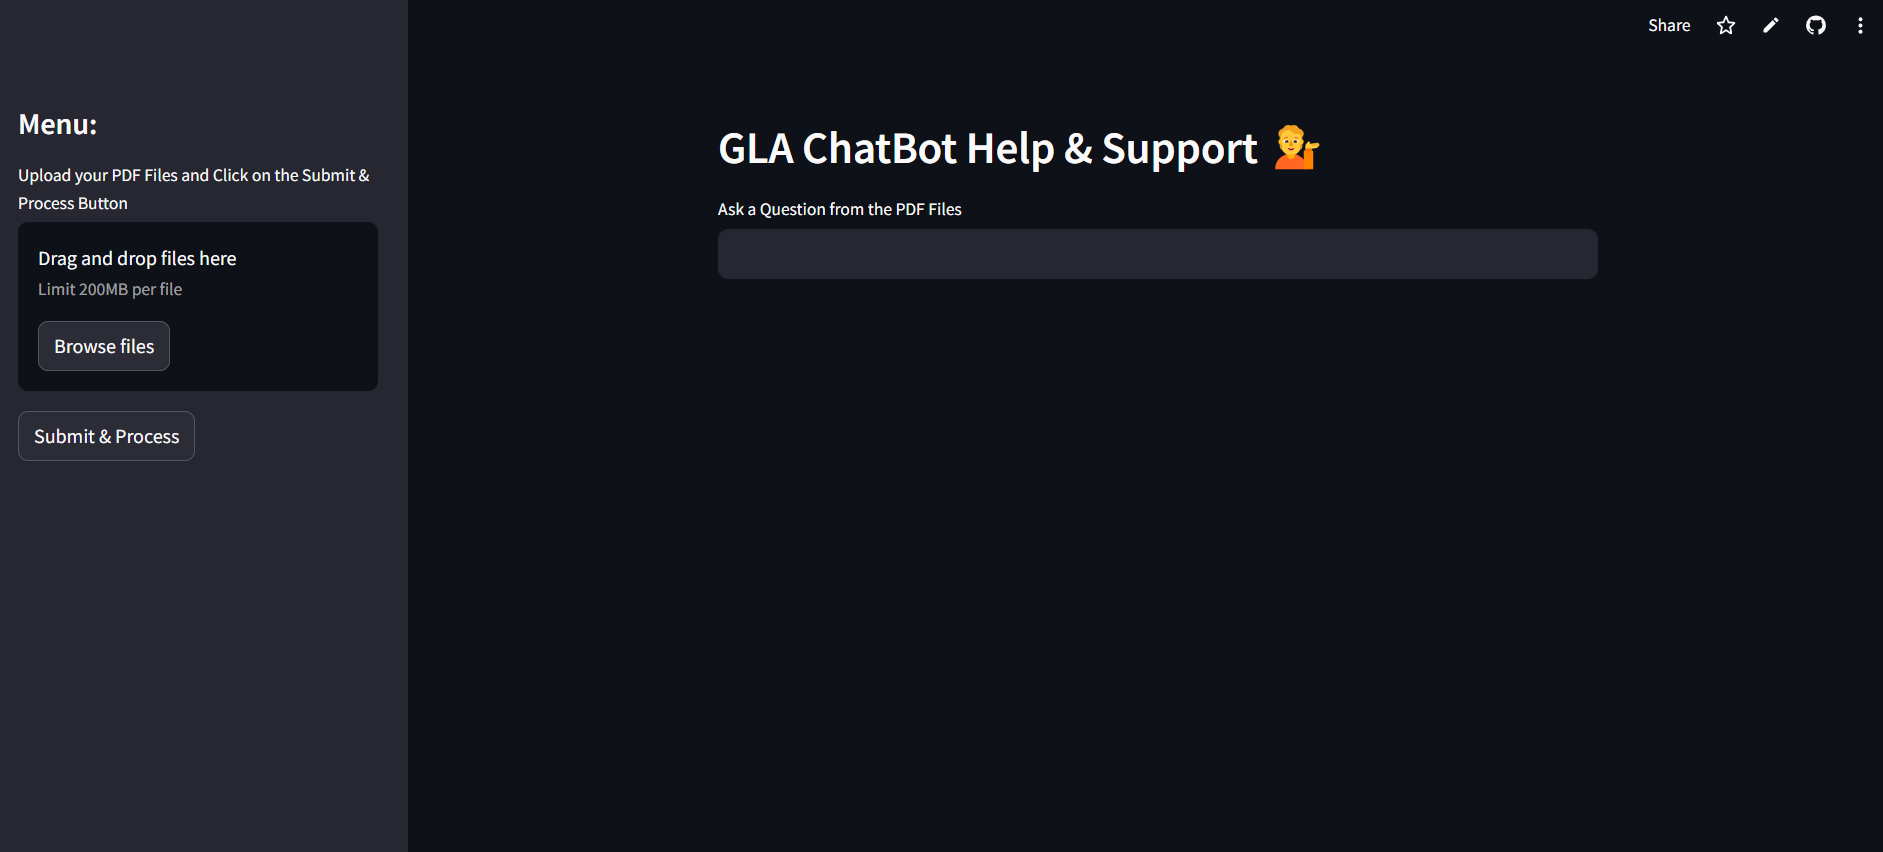 Share
Menu:
Upload your PDF Files and Click on the Submit &
Process Button
Drag and drop files here
Limit 200MB per file
Browse files
Submit & Process
GLA ChatBot Help & Support 💁
Ask a Question from the PDF Files